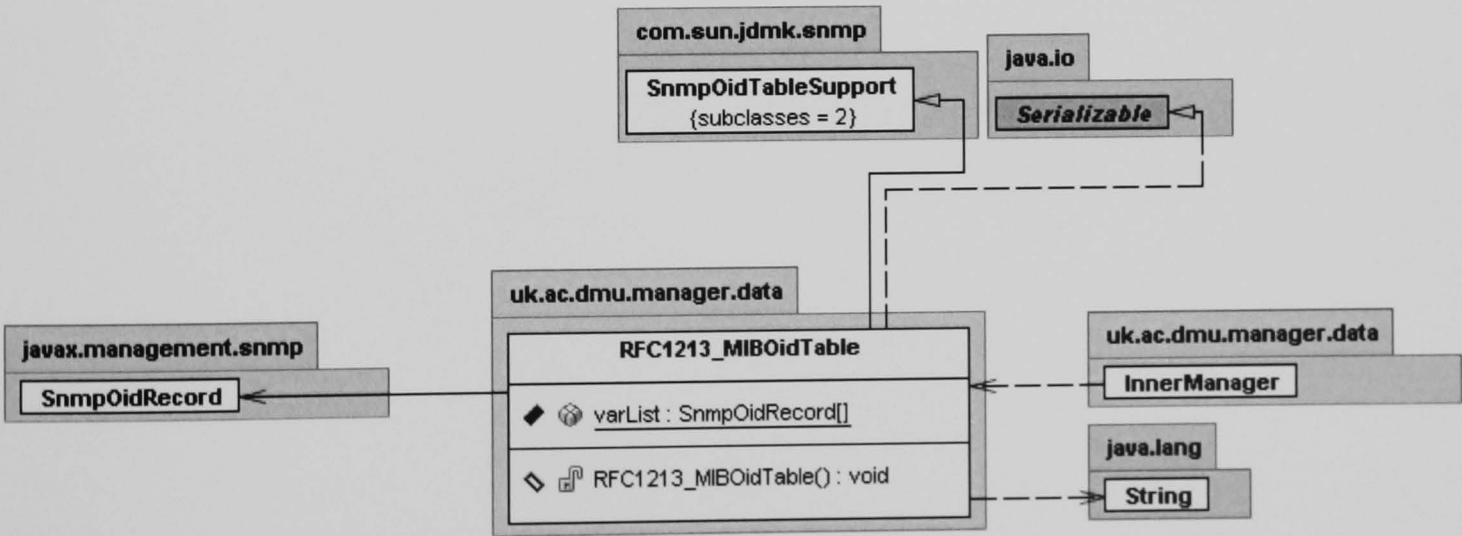 com.sun.jdmk.snmp
SnmpOidTableSupport
{subclasses = 2}
java.io
Serializable
uk.ac.dmu.manager.data
RFC1213_MIBOidTable
varList : SnmpOidRecord[]
RFC1213_MIBOidTable() : void
javax.management.snmp
SnmpOidRecord
uk.ac.dmu.manager.data
InnerManager
java.lang
String